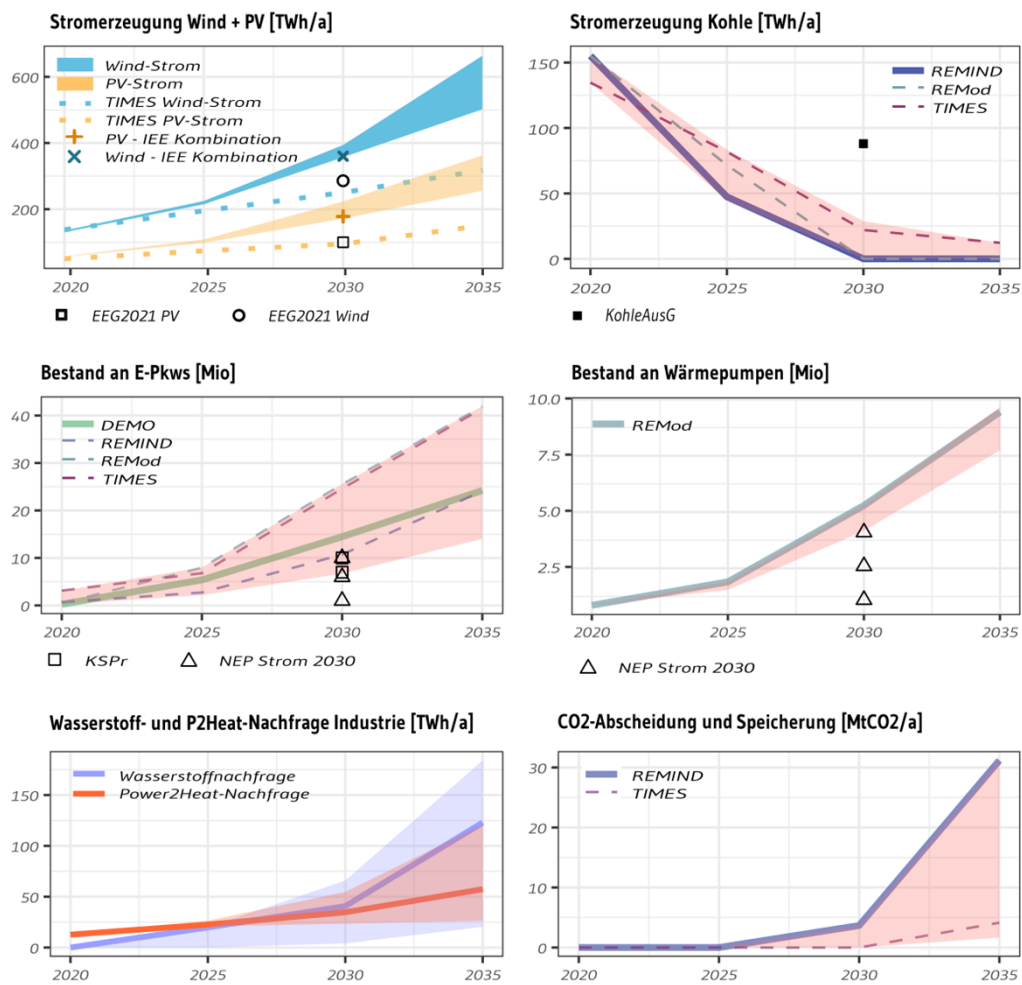 Stromerzeugung Wind + PV [TWh/a]
600
400
200
Wind-Strom
PV-Strom
TIMES Wind-Strom
TIMES PV-Strom
PV - IEE Kombination
Wind - IEE Kombination
2020 2025 2030 2035
EEG2021 PV EEG2021 Wind
Stromerzeugung Kohle [TWh/a]
150
100
50
0
REMIND
REMod
TIMES
2020 2025 2030 2035
KohleAusG
Bestand an E-Pkws [Mio]
40
30
20
10
0
DEMO
REMIND
REMod
TIMES
2020 2025 2030 2035
KSPr NEP Strom 2030
Bestand an Wärmepumpen [Mio]
10.0
7.5
5.0
2.5
REMod
2020 2025 2030 2035
NEP Strom 2030
Wasserstoff- und P2Heat-Nachfrage Industrie [TWh/a]
150
100
50
0
Wasserstoffnachfrage
Power2Heat-Nachfrage
2020 2025 2030 2035
CO2-Abscheidung und Speicherung [MtCO2/a]
30
20
10
0
REMIND
TIMES
2020 2025 2030 2035